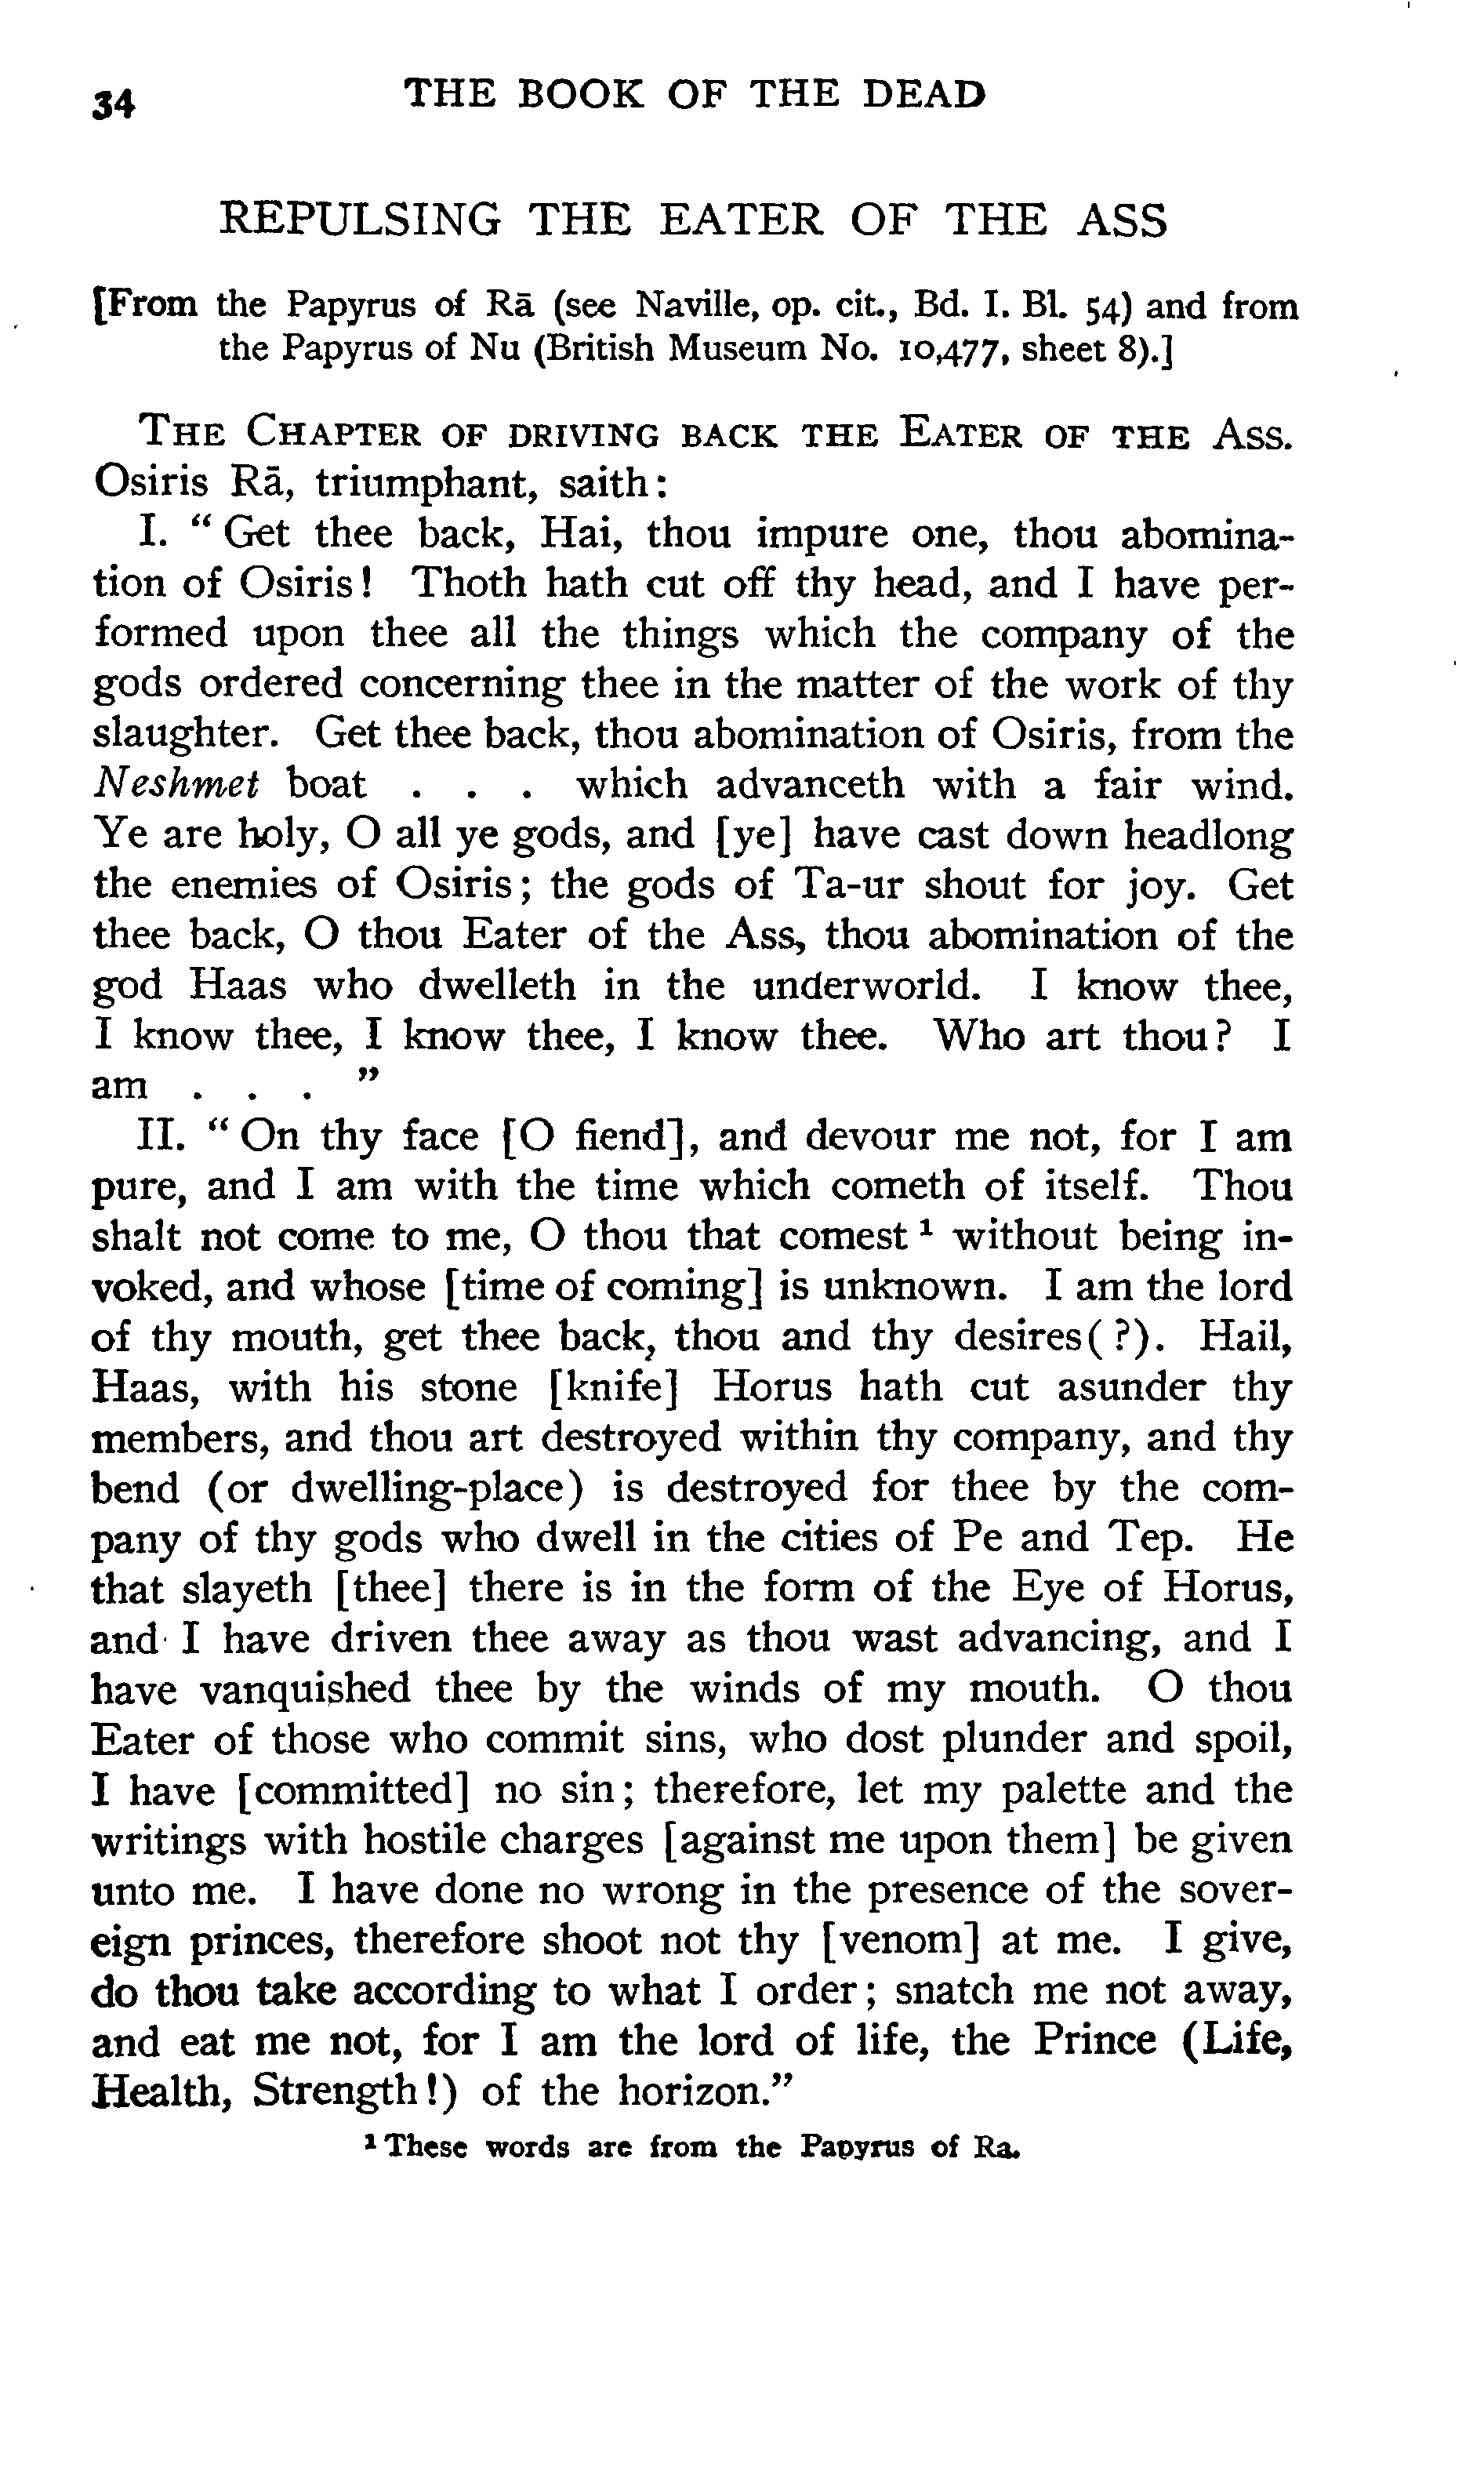 34 THE BOOK OF THE DEAD
REPULSING THE EATER OF THE ASS
[From the Papyrus of Rā (see Naville, op. cit., Bd. I. Bl. 54) and from
the Papyrus of Nu (British Museum No. 10,477, sheet 8).]
THE CHAPTER OF DRIVING BACK THE EATER OF THE ASS.
Osiris Rā, triumphant, saith:
I. “Get thee back, Hai, thou impure one, thou abomina-
tion of Osiris! Thoth hath cut off thy head, and I have per-
formed upon thee all the things which the company of the
gods ordered concerning thee in the matter of the work of thy
slaughter. Get thee back, thou abomination of Osiris, from the
Neshmet boat . . . which advanceth with a fair wind.
Ye are holy, O all ye gods, and [ye] have cast down headlong
the enemies of Osiris; the gods of Ta-ur shout for joy. Get
thee back, O thou Eater of the Ass, thou abomination of the
god Haas who dwelleth in the underworld. I know thee,
I know thee, I know thee, I know thee. Who art thou? I
am . . . ”
II. “On thy face [O fiend], and devour me not, for I am
pure, and I am with the time which cometh of itself. Thou
shalt not come to me, O thou that comest ¹ without being in-
voked, and whose [time of coming] is unknown. I am the lord
of thy mouth, get thee back, thou and thy desires(?). Hail,
Haas, with his stone [knife] Horus hath cut asunder thy
members, and thou art destroyed within thy company, and thy
bend (or dwelling-place) is destroyed for thee by the com-
pany of thy gods who dwell in the cities of Pe and Tep. He
that slayeth [thee] there is in the form of the Eye of Horus,
and I have driven thee away as thou wast advancing, and I
have vanquished thee by the winds of my mouth. O thou
Eater of those who commit sins, who dost plunder and spoil,
I have [committed] no sin; therefore, let my palette and the
writings with hostile charges [against me upon them] be given
unto me. I have done no wrong in the presence of the sover-
eign princes, therefore shoot not thy [venom] at me. I give,
do thou take according to what I order; snatch me not away,
and eat me not, for I am the lord of life, the Prince (Life,
Health, Strength!) of the horizon.”
¹ These words are from the Papyrus of Ra.